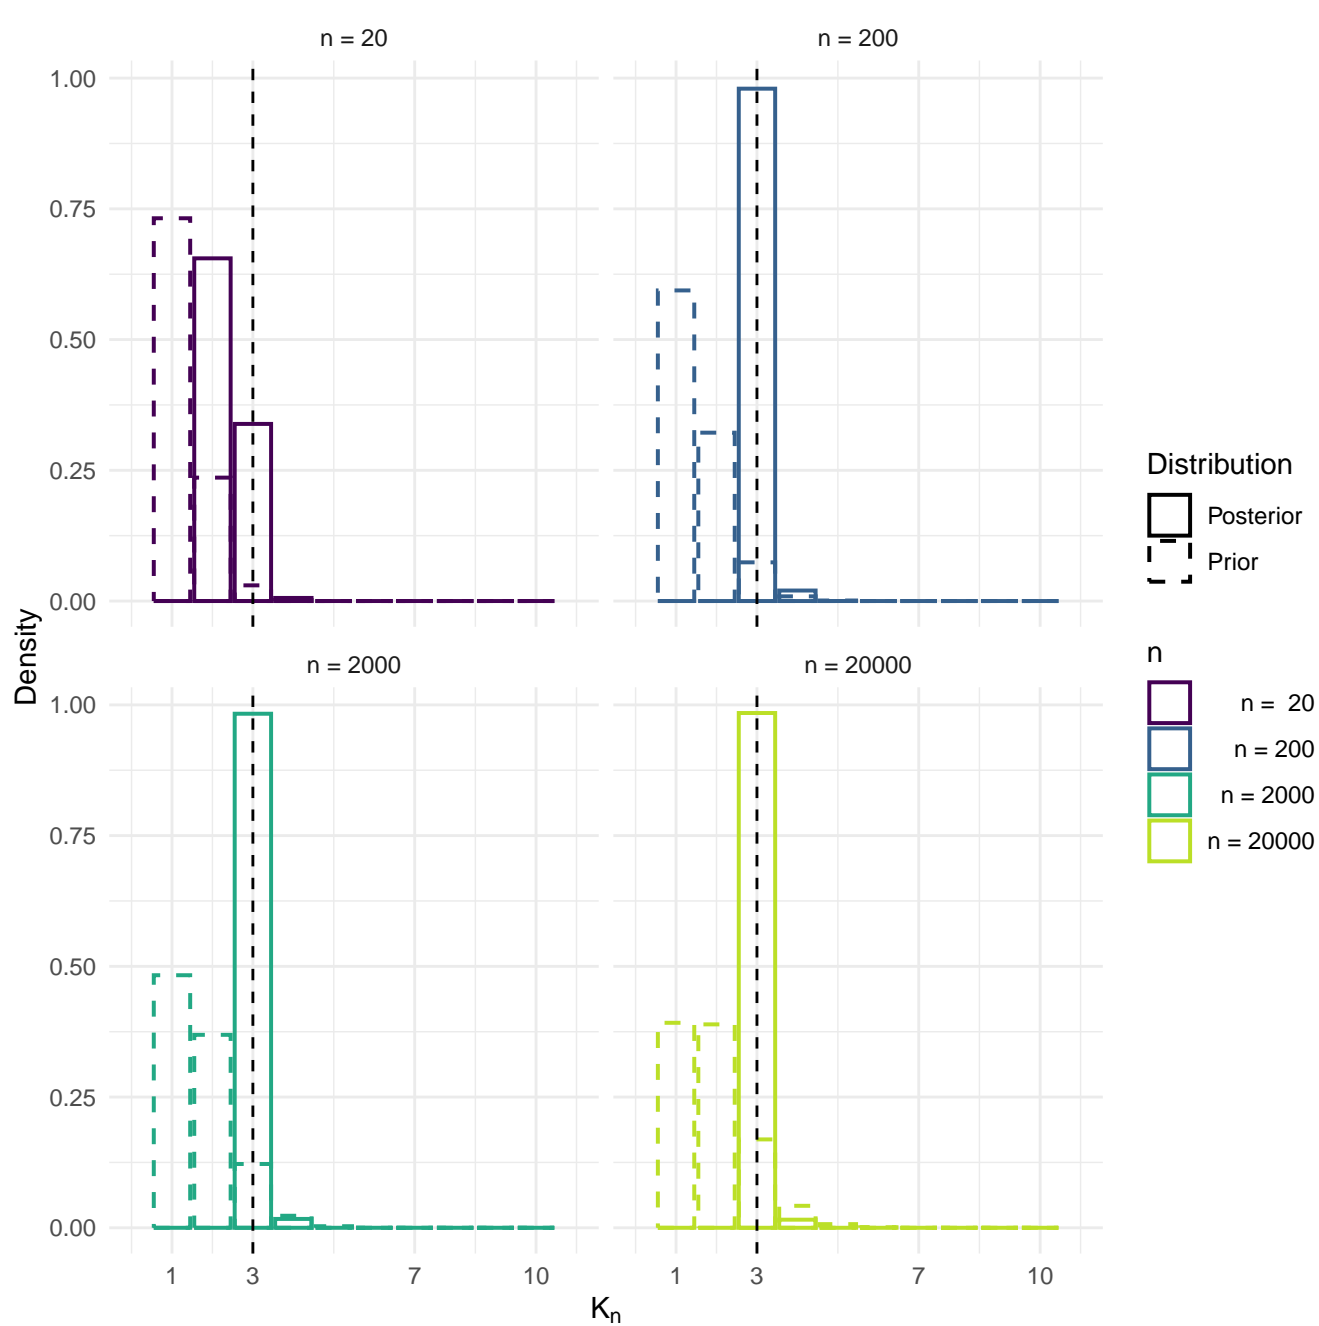 n = 20
n = 200
1.00
0.75
0.50
0.25
0.00
n = 2000
n = 20000
1.00
0.75
0.50
0.25
0.00
1 3 7 10
1 3 7 10
Kn
Density
Distribution
Posterior
Prior
n
n = 20
n = 200
n = 2000
n = 20000